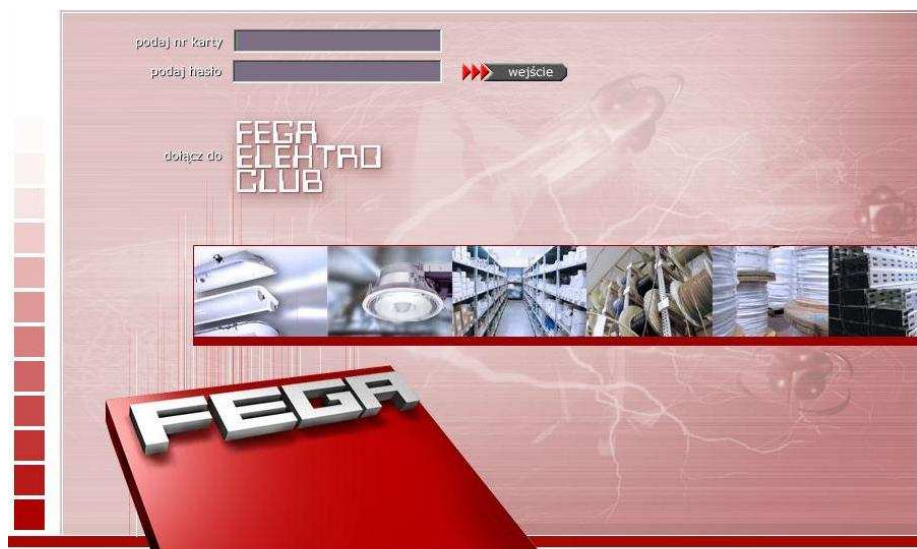 podaj nr karty
podaj hasło
wejście
dołącz do
FEGA
ELEKTRO
CLUB
FEGA